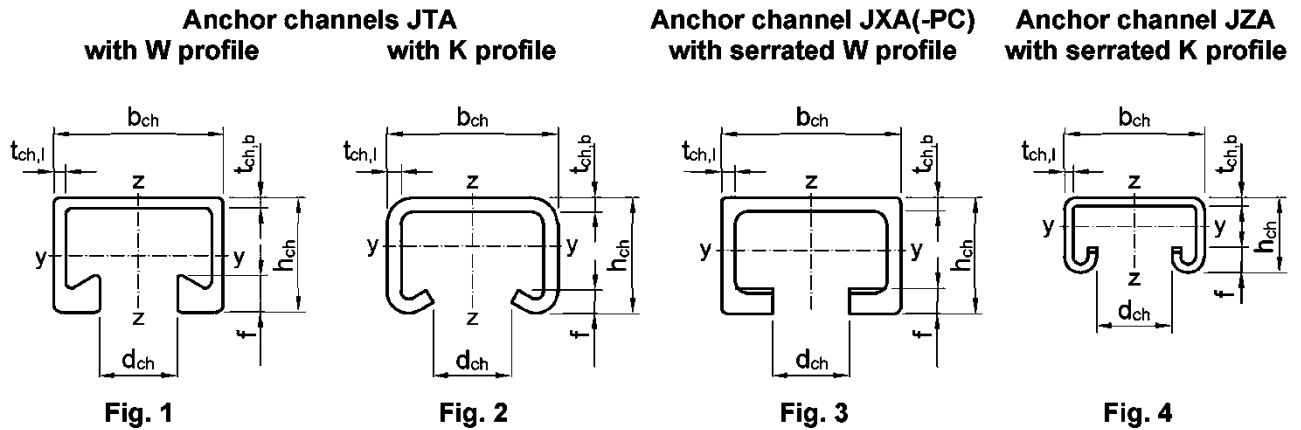 Anchor channels JTA
with W profile
with K profile
Anchor channel JXA(-PC)
with serrated W profile
Anchor channel JZA
with serrated K profile
bch
tch,l
tch,b
z
y
y
hch
z
f
dch
Fig. 1
bch
tch,l
tch,b
z
y
y
hch
z
f
dch
Fig. 2
bch
tch,l
tch,b
z
y
y
hch
z
f
dch
Fig. 3
bch
tch,l
tch,b
z
y
y
hch
z
f
dch
Fig. 4